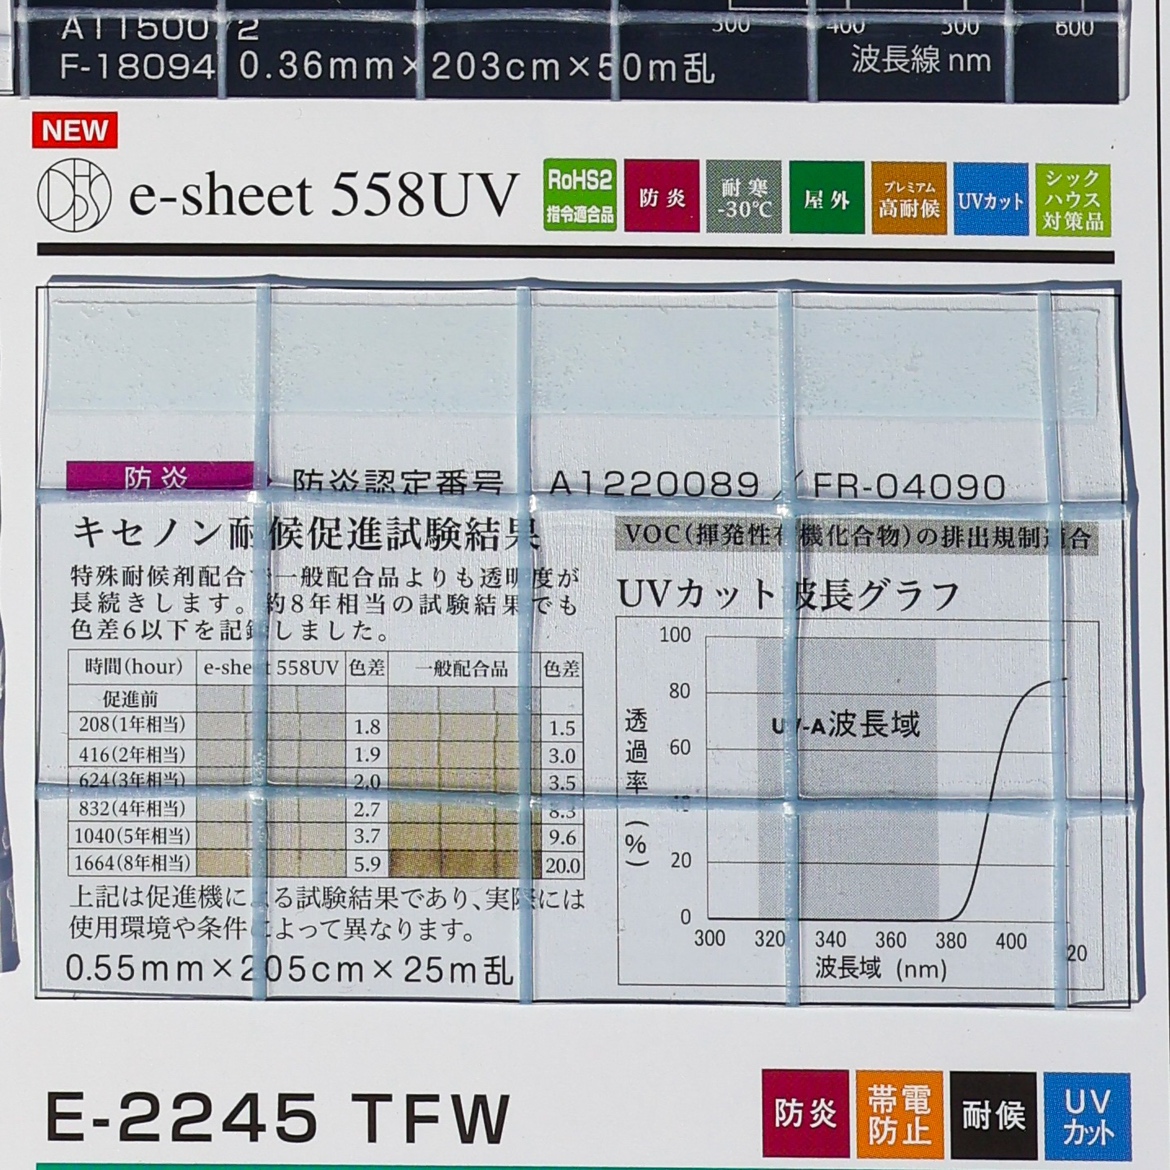 A1150072
F-18094 0.36mm×203cm×50m乱
300 400 500 600
波長線nm
NEW
e-sheet 558UV
RoHS2
指令適合品
防炎
耐寒
-30℃
屋外
プレミアム
高耐候
UVカット
シック
ハウス
対策品
防炎
防炎認定番号 A1220089 / FR-04090
キセノン耐候促進試験結果
特殊耐候剤配合で一般配合品よりも透明度が
長続きします。約8年相当の試験結果でも
色差6以下を記録しました。
時間(hour) e-sheet 558UV 色差 一般配合品 色差
促進前
208(1年相当) 1.8 1.5
416(2年相当) 1.9 3.0
624(3年相当) 2.0 3.5
832(4年相当) 2.7 8.3
1040(5年相当) 3.7 9.6
1664(8年相当) 5.9 20.0
上記は促進機による試験結果であり、実際には
使用環境や条件によって異なります。
0.55mm×205cm×25m乱
VOC(揮発性有機化合物)の排出規制適合
UVカット波長グラフ
100
80
60
20
0
透過率(%)
UV-A波長域
300 320 340 360 380 400 420
波長域 (nm)
E-2245 TFW
防炎
帯電
防止
耐候
UV
カット